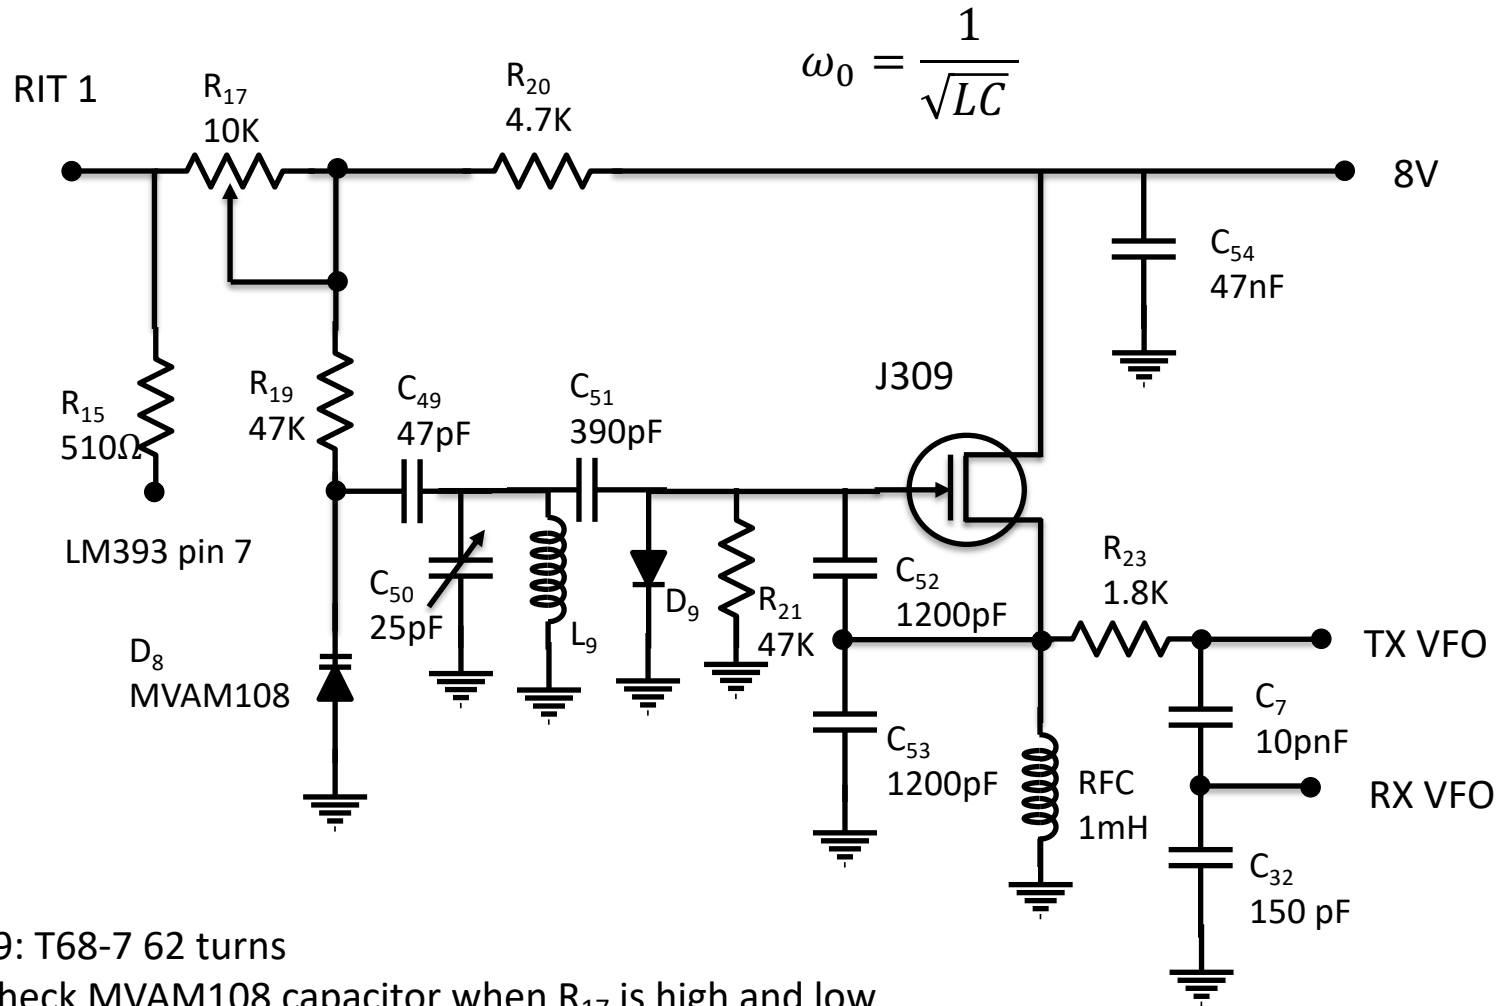 ω₀ = 1 / √LC
RIT 1
R₁₇
10K
R₂₀
4.7K
8V
C₅₄
47nF
J309
R₁₅
510Ω
R₁₉
47K
C₄₉
47pF
C₅₁
390pF
LM393 pin 7
C₅₀
25pF
L₉
D₉
R₂₁
47K
C₅₂
1200pF
R₂₃
1.8K
TX VFO
D₈
MVAM108
C₇
10pnF
C₅₃
1200pF
RFC
1mH
RX VFO
C₃₂
150 pF
9: T68-7 62 turns
heck MVAM108 capacitor when R₁₇ is high and low